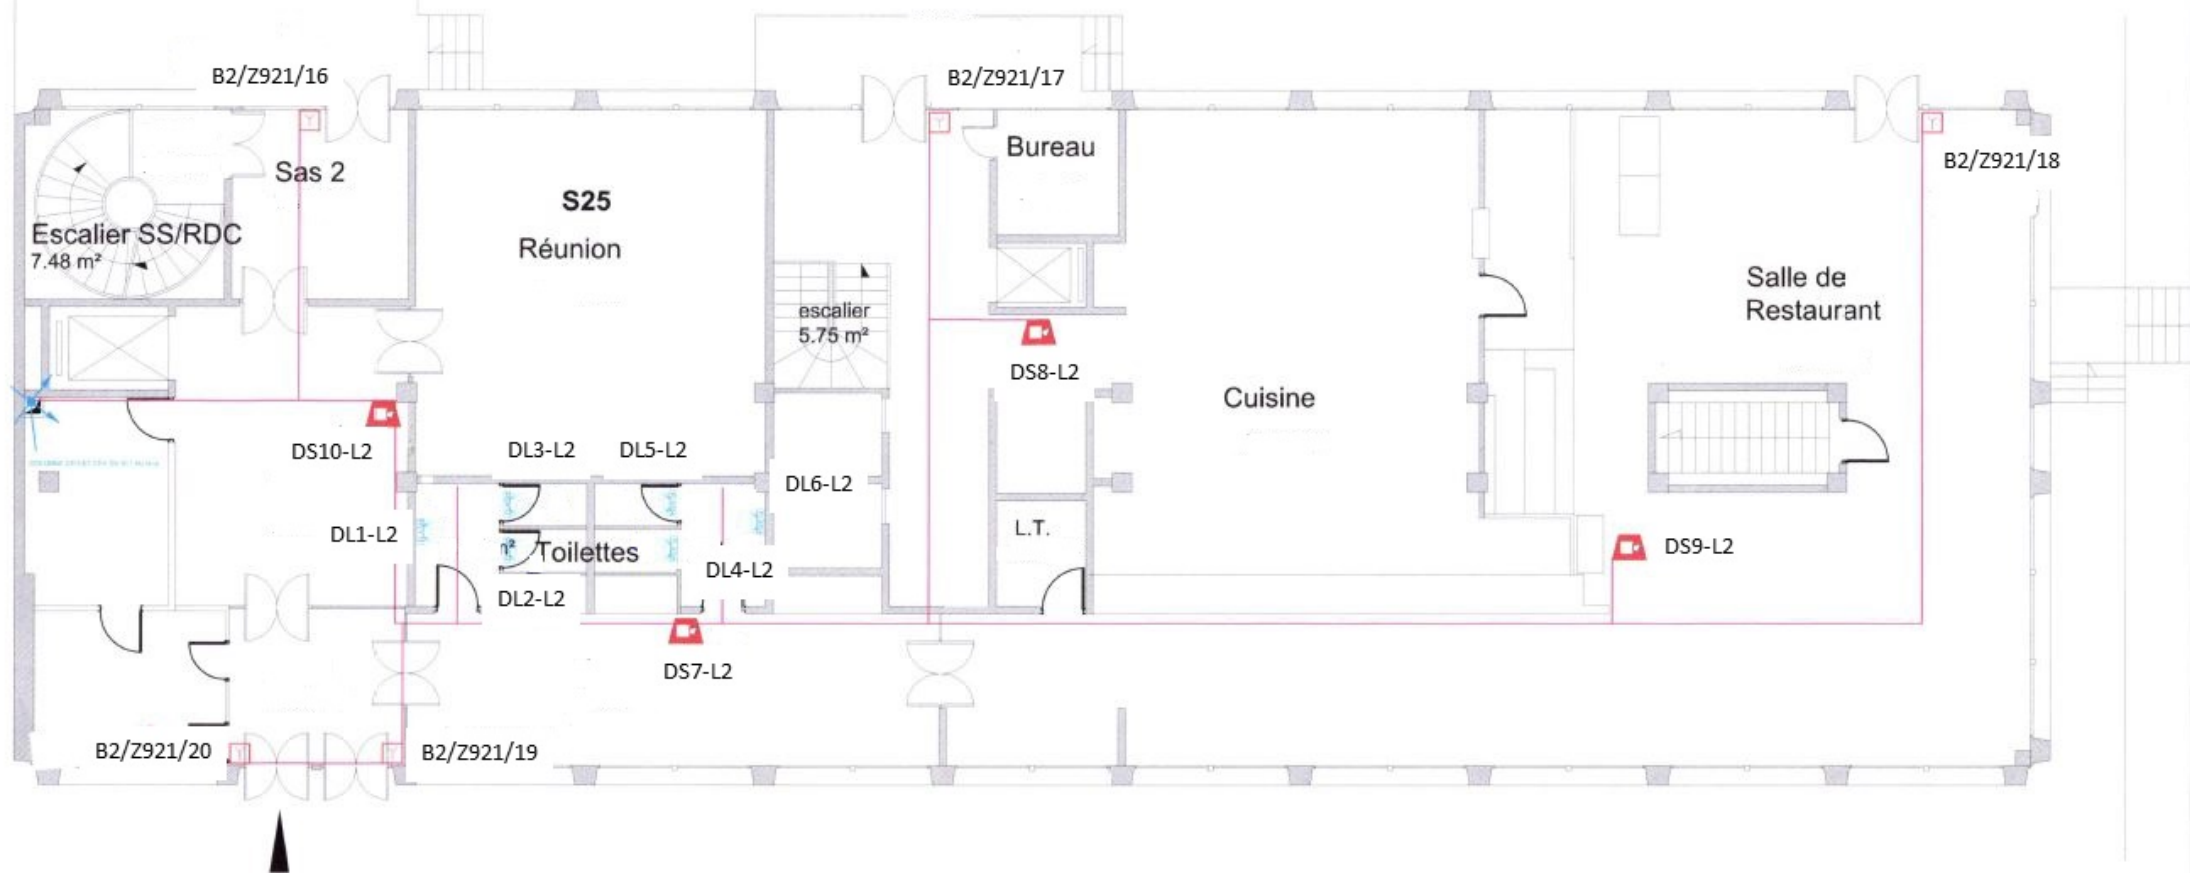 B2/Z921/16
B2/Z921/17
Bureau
B2/Z921/18
Sas 2
S25
Réunion
Escalier SS/RDC
7.48 m²
Salle de
Restaurant
escalier
5.75 m²
DS8-L2
Cuisine
DS10-L2
DL3-L2
DL5-L2
DL6-L2
DL1-L2
L.T.
m² Toilettes
DS9-L2
DL4-L2
DL2-L2
DS7-L2
B2/Z921/20
B2/Z921/19